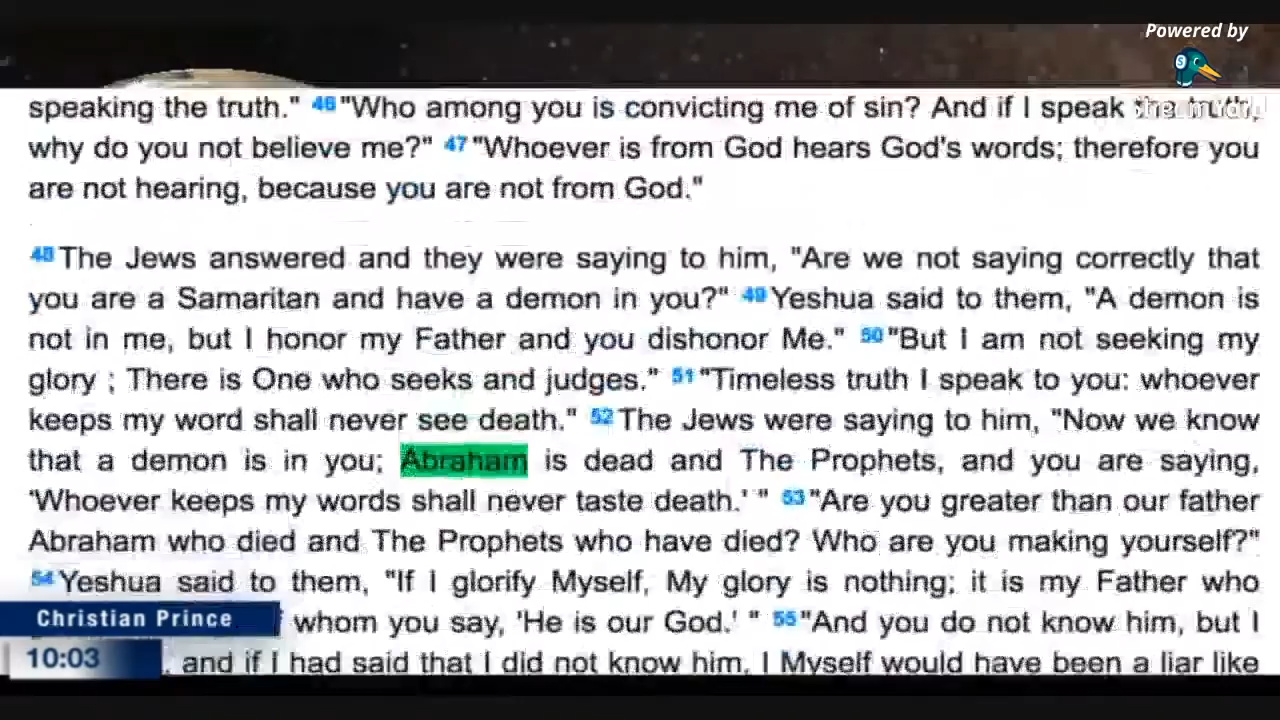 Powered by
speaking the truth." 46 "Who among you is convicting me of sin? And if I speak the truth,
why do you not believe me?" 47 "Whoever is from God hears God's words; therefore you
are not hearing, because you are not from God."
48 The Jews answered and they were saying to him, "Are we not saying correctly that
you are a Samaritan and have a demon in you?" 49 Yeshua said to them, "A demon is
not in me, but I honor my Father and you dishonor Me." 50 "But I am not seeking my
glory ; There is One who seeks and judges." 51 "Timeless truth I speak to you: whoever
keeps my word shall never see death." 52 The Jews were saying to him, "Now we know
that a demon is in you; Abraham is dead and The Prophets, and you are saying,
'Whoever keeps my words shall never taste death.' " 53 "Are you greater than our father
Abraham who died and The Prophets who have died? Who are you making yourself?"
54 Yeshua said to them, "If I glorify Myself, My glory is nothing; it is my Father who
whom you say, 'He is our God.' " 55 "And you do not know him, but I
, and if I had said that I did not know him, I Myself would have been a liar like
Christian Prince
10:03